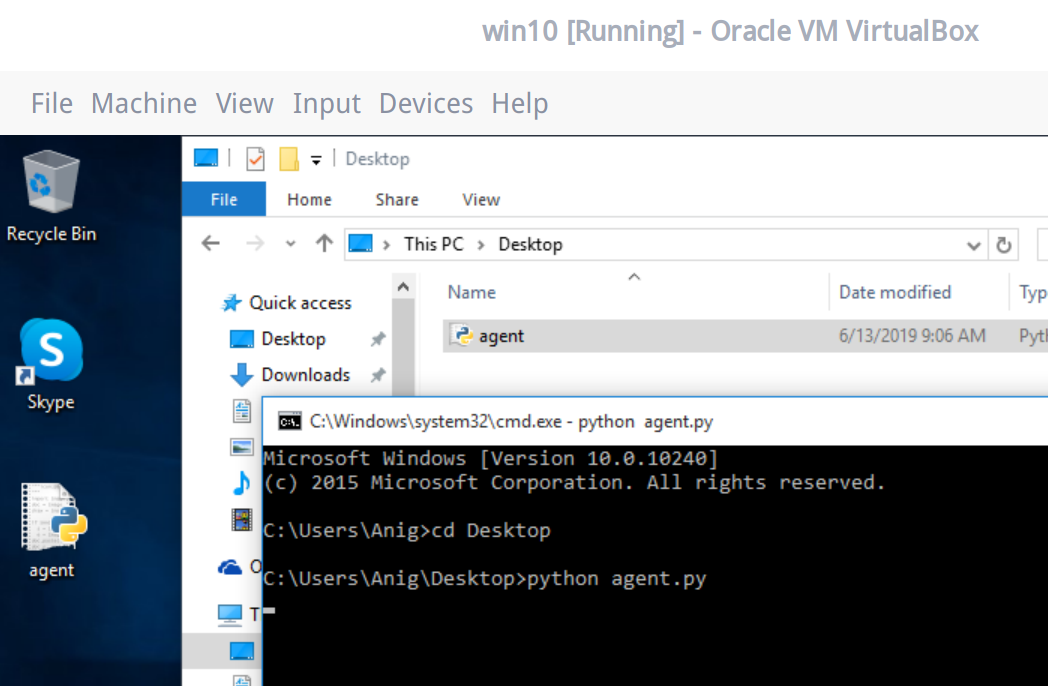 win10 [Running] - Oracle VM VirtualBox
File Machine View Input Devices Help
Desktop
File Home Share View
This PC › Desktop
Recycle Bin
Name Date modified
Quick access
agent 6/13/2019 9:06 AM
Desktop
Downloads
Skype
C:\Windows\system32\cmd.exe - python  agent.py
Microsoft Windows [Version 10.0.10240]
(c) 2015 Microsoft Corporation. All rights reserved.
C:\Users\Anig>cd Desktop
C:\Users\Anig\Desktop>python agent.py
agent